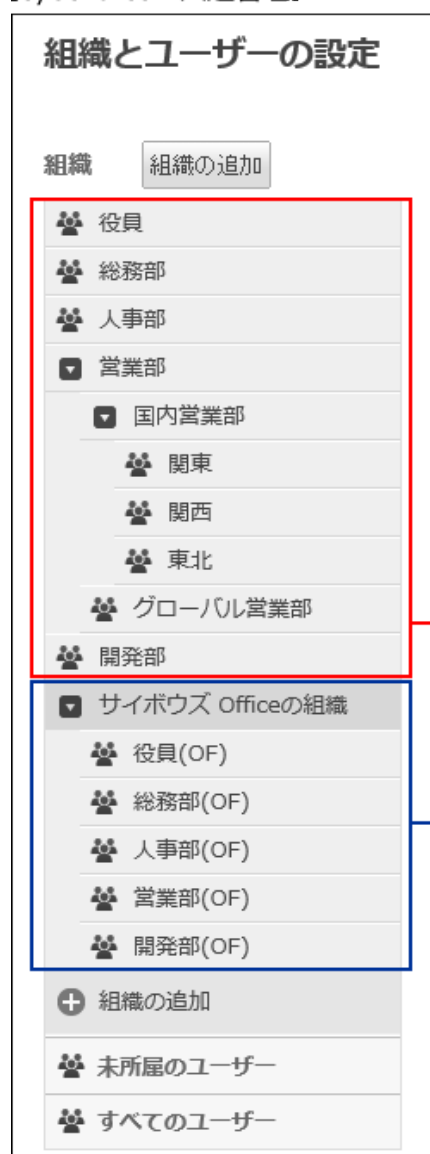 組織とユーザーの設定
組織 組織の追加
役員
総務部
人事部
営業部
国内営業部
関東
関西
東北
グローバル営業部
開発部
サイボウズ Officeの組織
役員(OF)
総務部(OF)
人事部(OF)
営業部(OF)
開発部(OF)
組織の追加
未所属のユーザー
すべてのユーザー